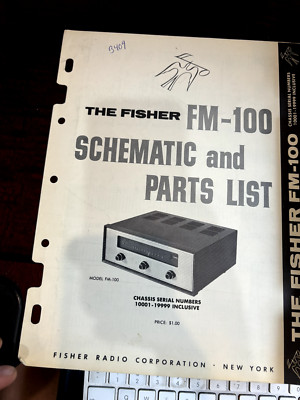 B409
THE FISHER FM-100
SCHEMATIC and
PARTS LIST
MODEL FM-100
CHASSIS SERIAL NUMBERS
10001-19999 INCLUSIVE
PRICE: $1.00
FISHER RADIO CORPORATION · NEW YORK
THE FISHER FM-100
CHASSIS SERIAL NUMBERS
10001-19999 INCLUSIVE